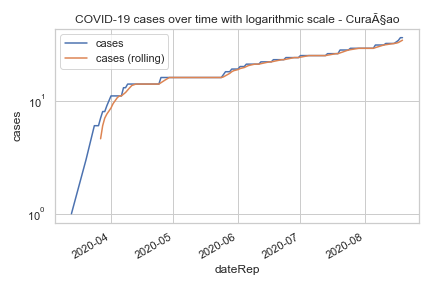 COVID-19 cases over time with logarithmic scale - CuraÃ§ao
cases
cases (rolling)
10¹
10⁰
cases
2020-04
2020-05
2020-06
2020-07
2020-08
dateRep